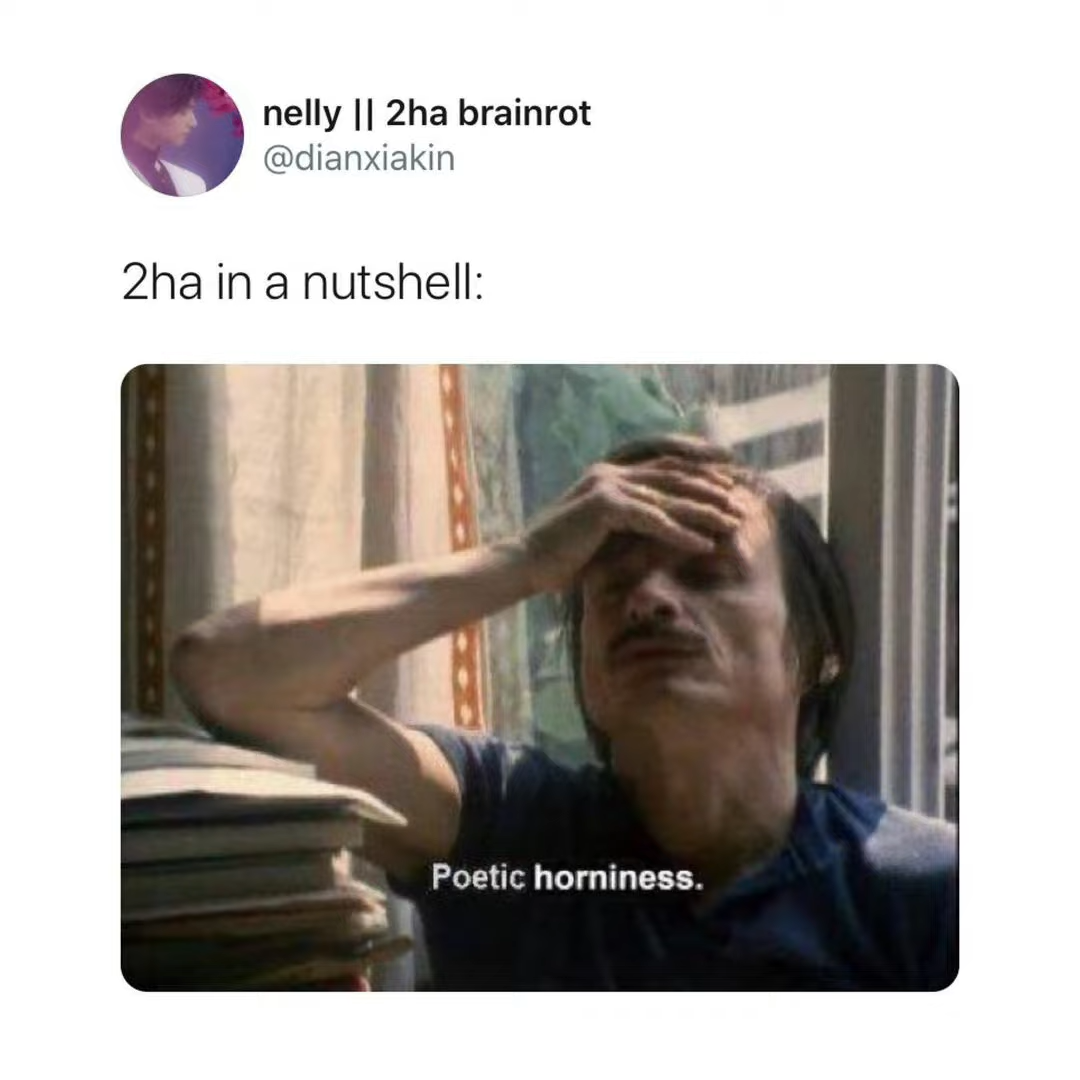 nelly || 2ha brainrot
@dianxiakin
2ha in a nutshell:
Poetic horniness.